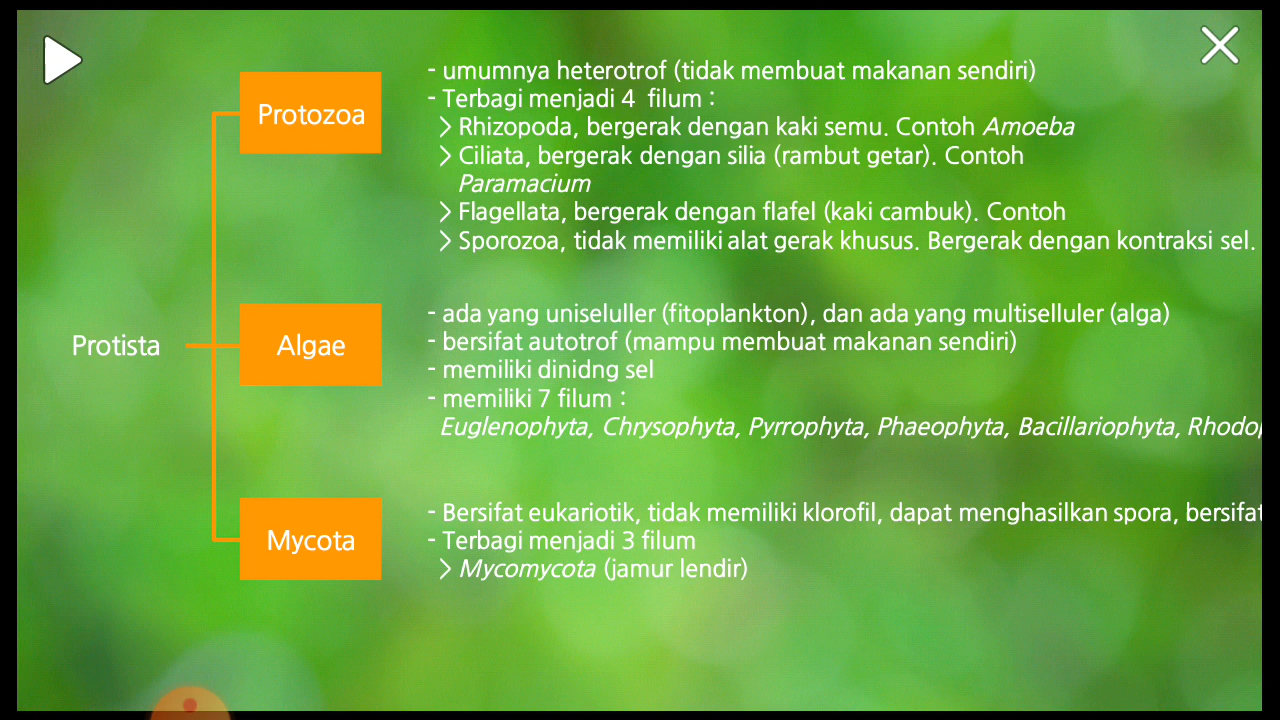 Protozoa
- umumnya heterotrof (tidak membuat makanan sendiri)
- Terbagi menjadi 4 filum :
> Rhizopoda, bergerak dengan kaki semu. Contoh Amoeba
> Ciliata, bergerak dengan silia (rambut getar). Contoh
Paramacium
> Flagellata, bergerak dengan flafel (kaki cambuk). Contoh
> Sporozoa, tidak memiliki alat gerak khusus. Bergerak dengan kontraksi sel.
Protista
Algae
- ada yang uniseluller (fitoplankton), dan ada yang multiselluler (alga)
- bersifat autotrof (mampu membuat makanan sendiri)
- memiliki dinidng sel
- memiliki 7 filum :
Euglenophyta, Chrysophyta, Pyrrophyta, Phaeophyta, Bacillariophyta,
Mycota
- Bersifat eukariotik, tidak memiliki klorofil, dapat menghasilkan spora, bersifat
- Terbagi menjadi 3 filum
> Mycomycota (jamur lendir)